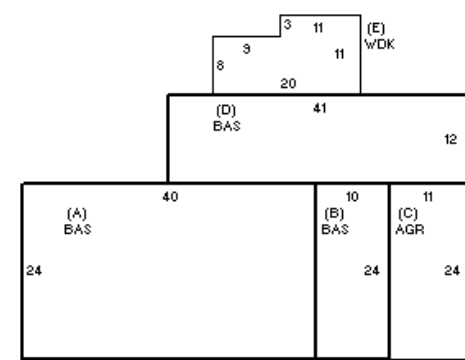 3 11 (E)
WDK
9
11
8
20
(D) 41
BAS
12
40 10 11
(A) (B) (C)
BAS BAS AGR
24 24 24